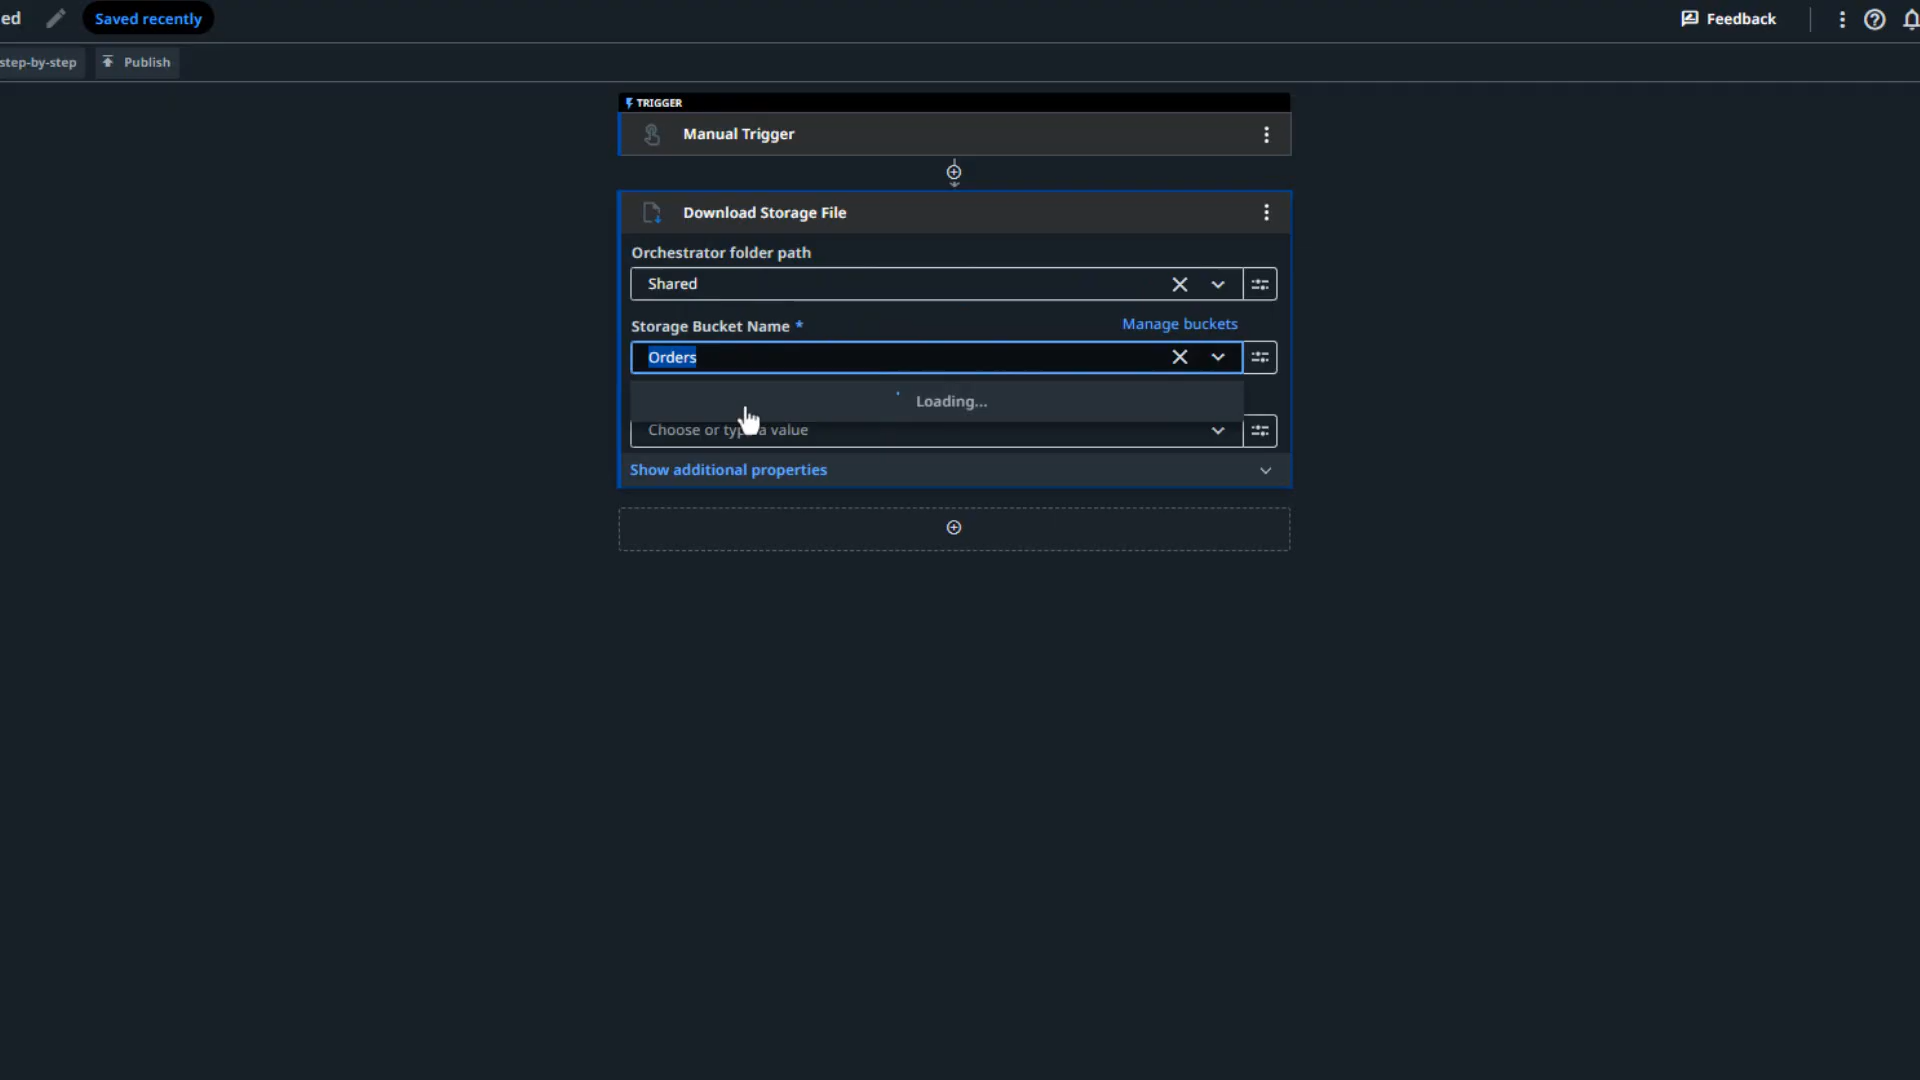 ed
Saved recently
Feedback
step-by-step
Publish
TRIGGER
Manual Trigger
Download Storage File
Orchestrator folder path
Shared
Storage Bucket Name *
Manage buckets
Orders
Loading...
Choose or type a value
Show additional properties